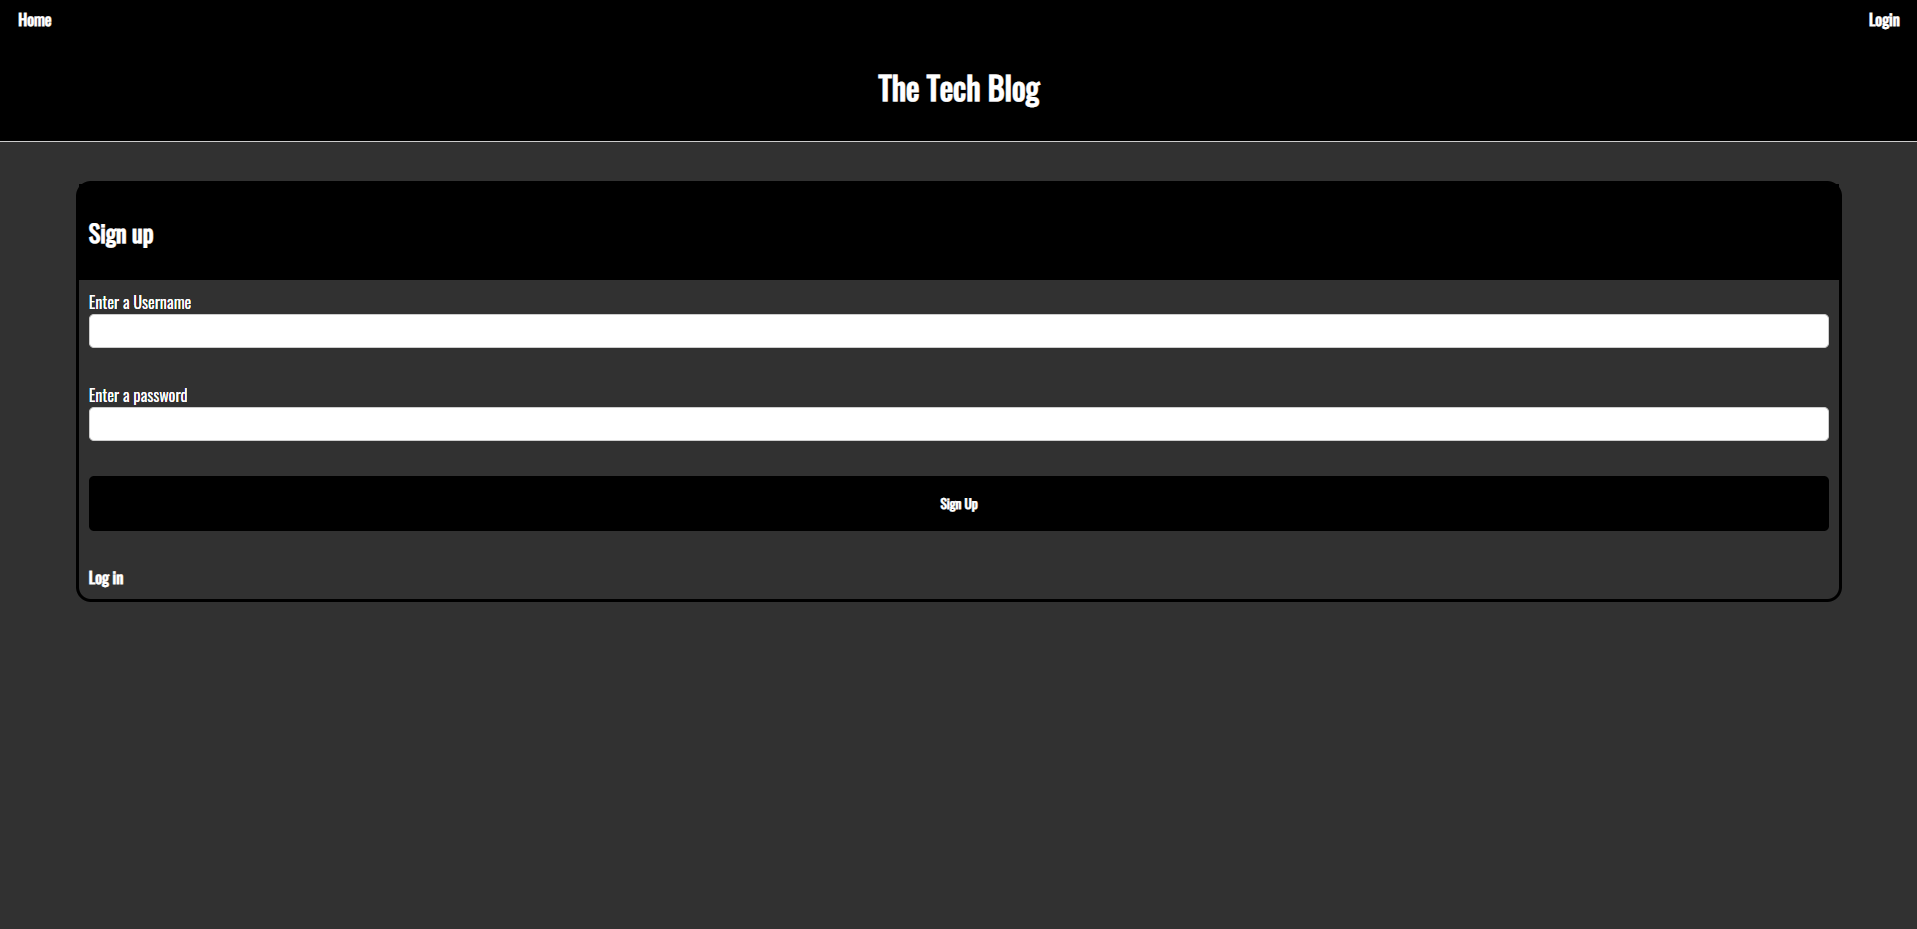 Home
Login
The Tech Blog
Sign up
Enter a Username
Enter a password
Sign Up
Log in